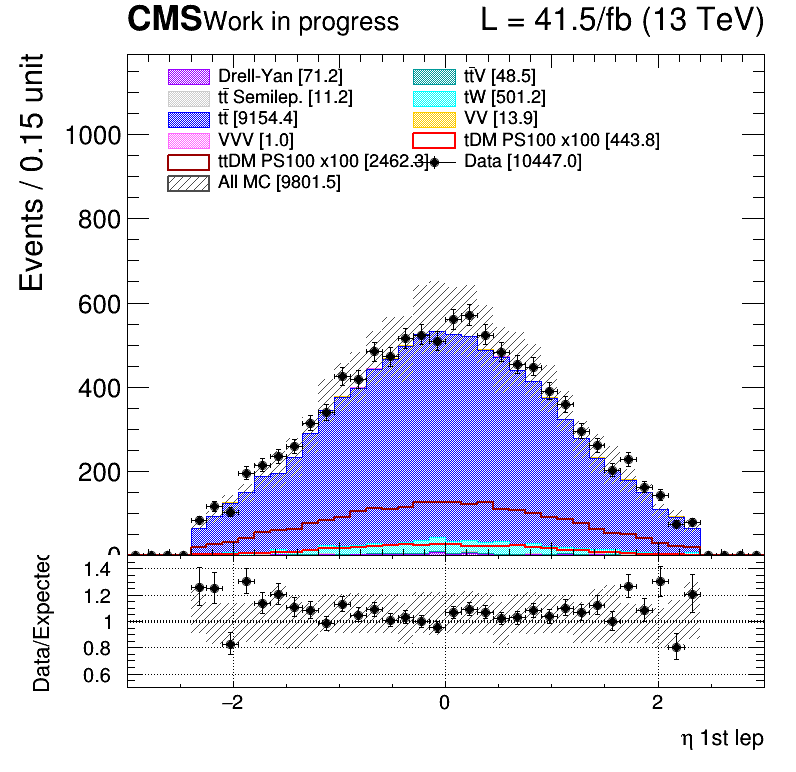 CMS Work in progress L = 41.5/fb (13 TeV)
Events / 0.15 unit
Drell-Yan [71.2] tt̄V [48.5]
tt̄ Semilep. [11.2] tW [501.2]
tt̄ [9154.4] VV [13.9]
VVV [1.0] tDM PS100 x100 [443.8]
ttDM PS100 x100 [2462.3] Data [10447.0]
All MC [9801.5]
1000
800
600
400
200
0
Data/Expected
1.4
1.2
1
0.8
0.6
−2 0 2
η 1st lep